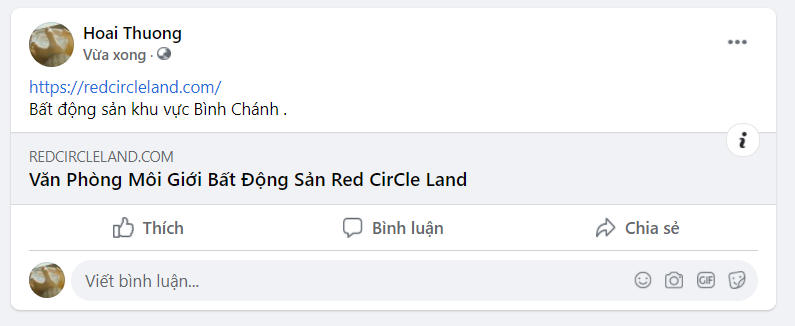 Hoai Thuong
Vừa xong ·
https://redcircleland.com/
Bất động sản khu vực Bình Chánh .
i
REDCIRCLELAND.COM
Văn Phòng Môi Giới Bất Động Sản Red CirCle Land
Thích Bình luận Chia sẻ
Viết bình luận... GIF